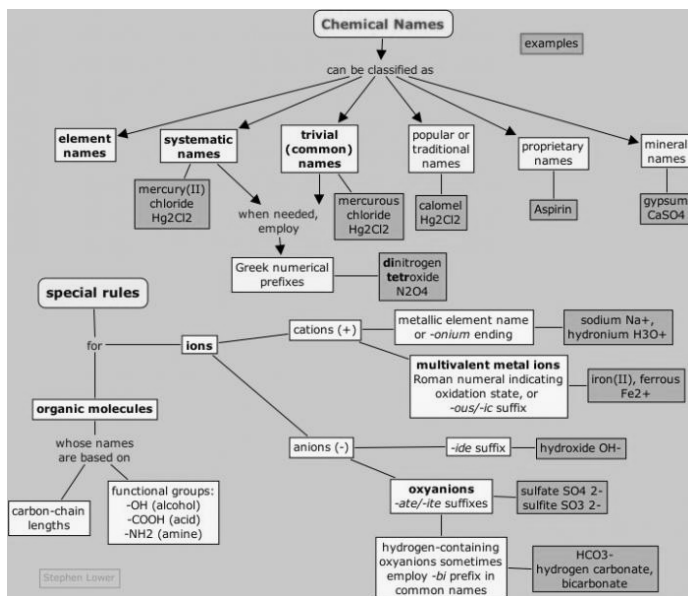 Chemical Names
examples
can be classified as
element
names
systematic
names
trivial
(common)
names
popular or
traditional
names
proprietary
names
mineral
names
mercury(II)
chloride
Hg2Cl2
when needed,
employ
mercurous
chloride
Hg2Cl2
calomel
Hg2Cl2
Aspirin
gypsum
CaSO4
Greek numerical
prefixes
dinitrogen
tetroxide
N2O4
special rules
for
ions
cations (+)
metallic element name
or -onium ending
sodium Na+,
hydronium H3O+
multivalent metal ions
Roman numeral indicating
oxidation state, or
-ous/-ic suffix
iron(II), ferrous
Fe2+
organic molecules
whose names
are based on
carbon-chain
lengths
functional groups:
-OH (alcohol)
-COOH (acid)
-NH2 (amine)
anions (-)
-ide suffix
hydroxide OH-
oxyanions
-ate/-ite suffixes
sulfate SO4 2-
sulfite SO3 2-
hydrogen-containing
oxyanions sometimes
employ -bi prefix in
common names
HCO3-
hydrogen carbonate,
bicarbonate
Stephen Lower